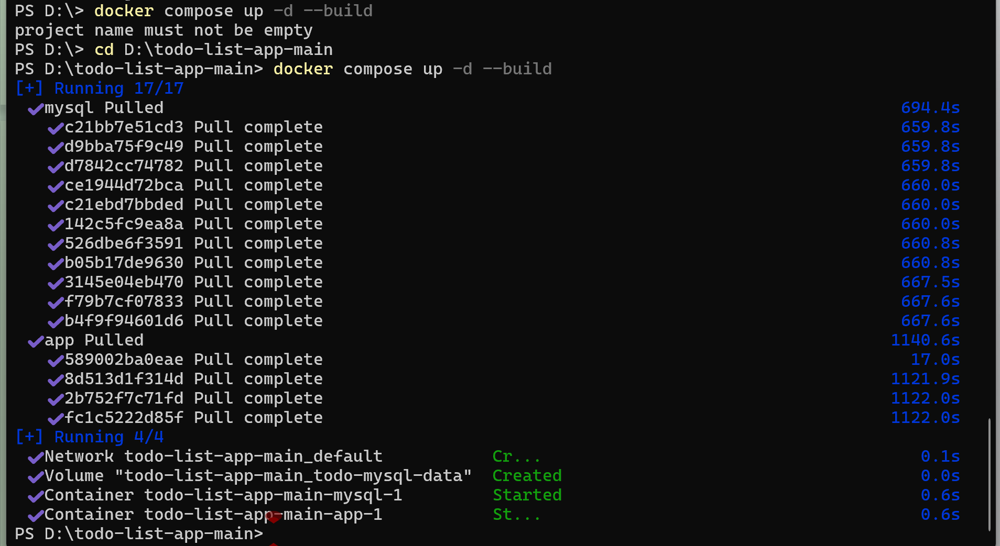 PS D:\> docker compose up -d --build
project name must not be empty
PS D:\> cd D:\todo-list-app-main
PS D:\todo-list-app-main> docker compose up -d --build
[+] Running 17/17
✔mysql Pulled 694.4s
✔c21bb7e51cd3 Pull complete 659.8s
✔d9bba75f9c49 Pull complete 659.8s
✔d7842cc74782 Pull complete 659.8s
✔ce1944d72bca Pull complete 660.0s
✔c21ebd7bbded Pull complete 660.0s
✔142c5fc9ea8a Pull complete 660.0s
✔526dbe6f3591 Pull complete 660.8s
✔b05b17de9630 Pull complete 660.8s
✔3145e04eb470 Pull complete 667.5s
✔f79b7cf07833 Pull complete 667.6s
✔b4f9f94601d6 Pull complete 667.6s
✔app Pulled 1140.6s
✔589002ba0eae Pull complete 17.0s
✔8d513d1f314d Pull complete 1121.9s
✔2b752f7c71fd Pull complete 1122.0s
✔fc1c5222d85f Pull complete 1122.0s
[+] Running 4/4
✔Network todo-list-app-main_default Cr... 0.1s
✔Volume "todo-list-app-main_todo-mysql-data" Created 0.0s
✔Container todo-list-app-main-mysql-1 Started 0.6s
✔Container todo-list-app-main-app-1 St... 0.6s
PS D:\todo-list-app-main>